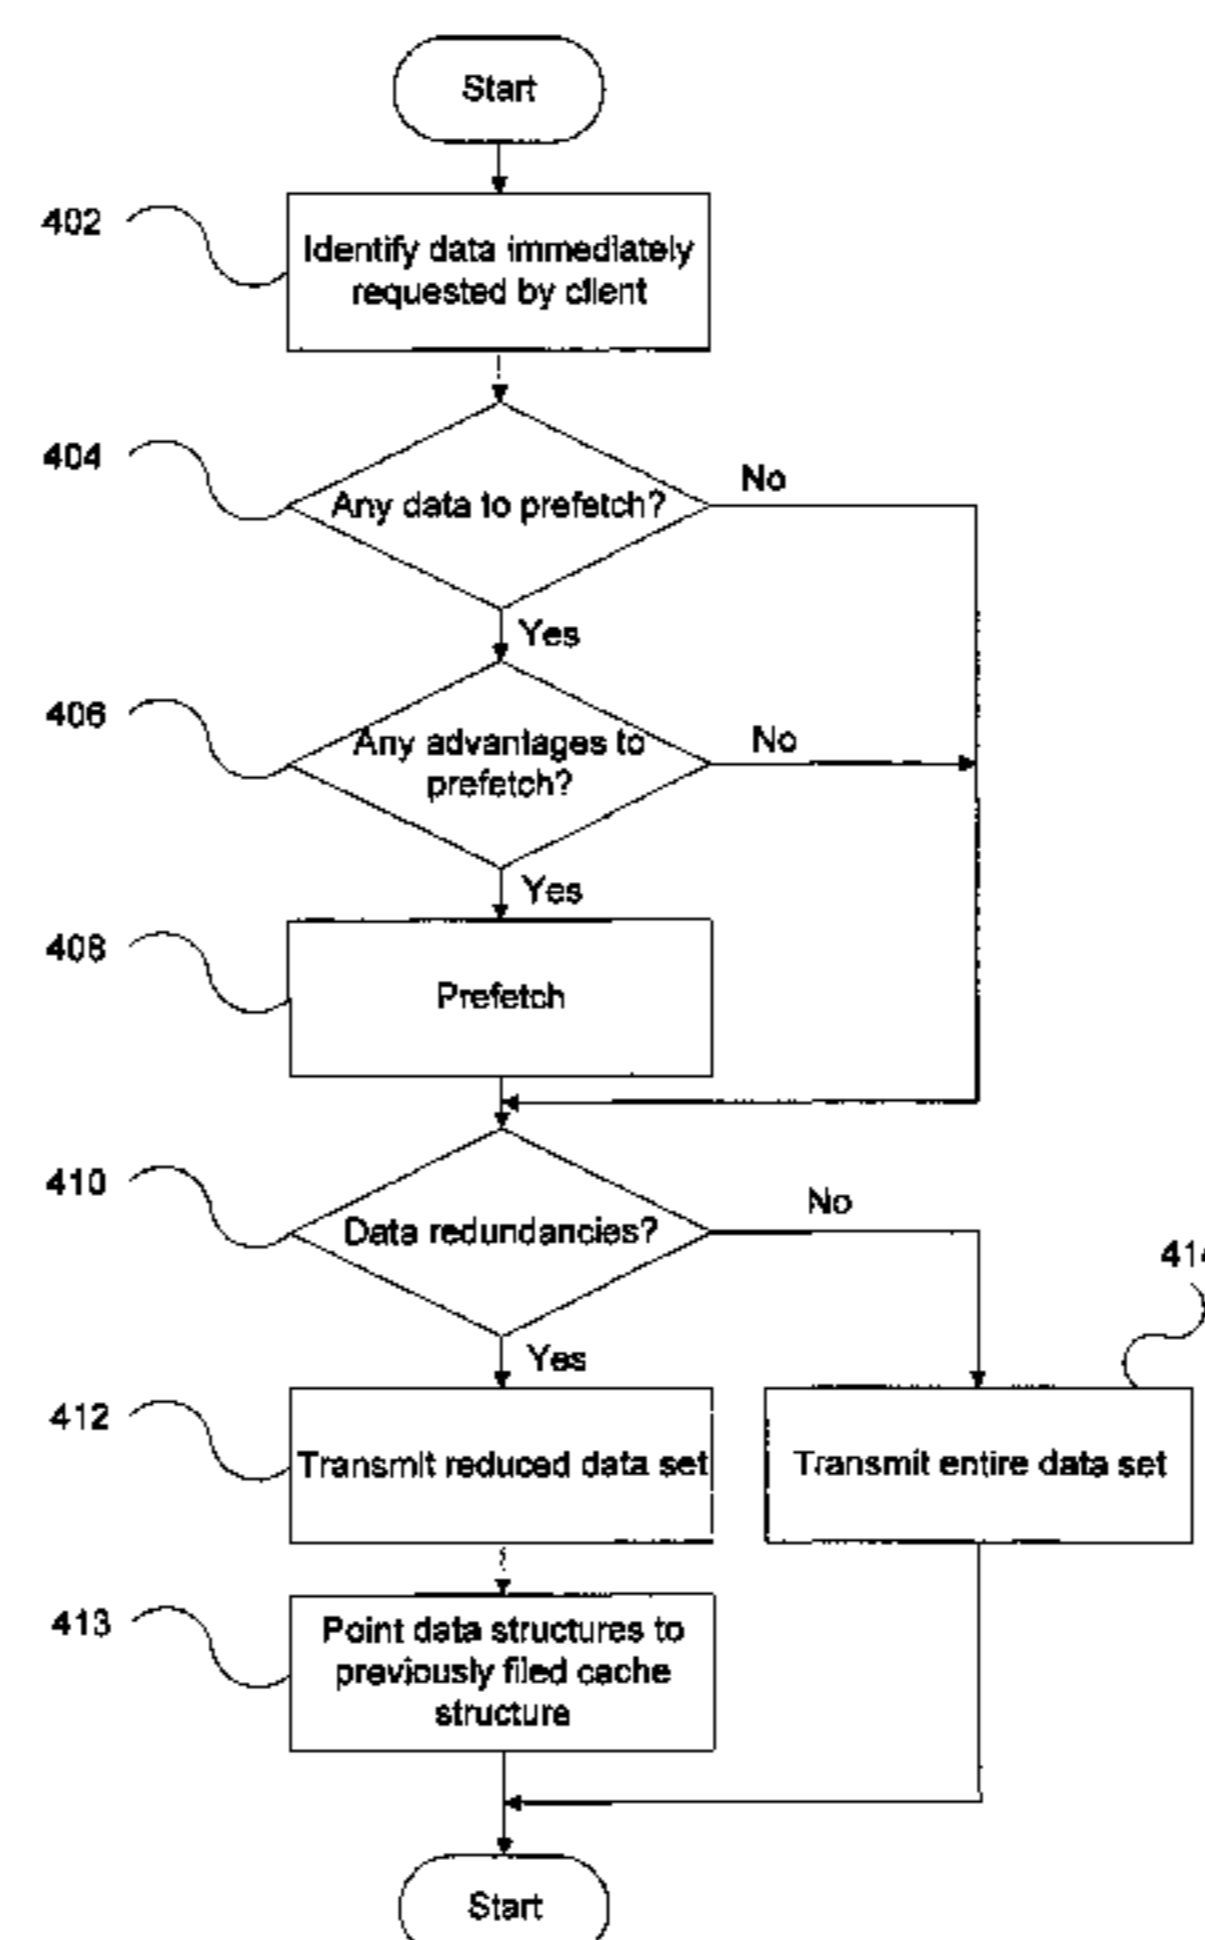 Start
402
Identify data immediately
requested by client
404
Any data to prefetch?
No
Yes
406
Any advantages to
prefetch?
No
Yes
408
Prefetch
410
Data redundancies?
No
414
Yes
412
Transmit reduced data set
Transmit entire data set
413
Point data structures to
previously filed cache
structure
Start